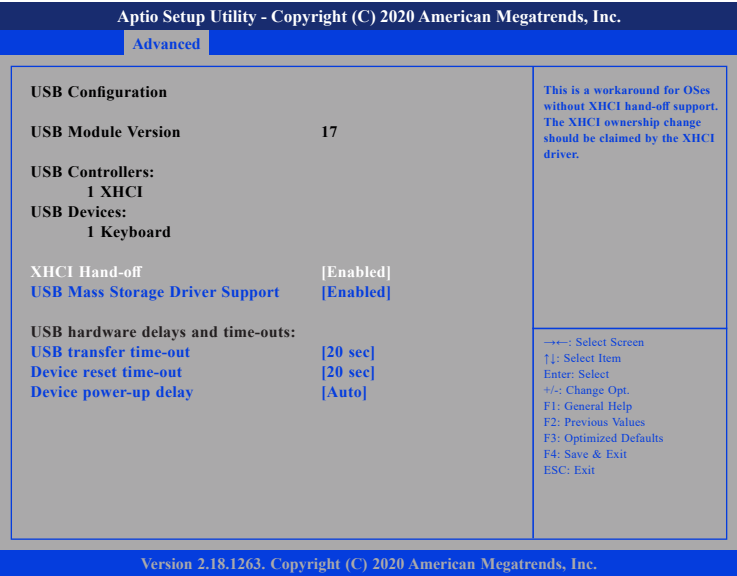 Aptio Setup Utility - Copyright (C) 2020 American Megatrends, Inc.
Advanced
USB Configuration
USB Module Version 17
USB Controllers:
1 XHCI
USB Devices:
1 Keyboard
XHCI Hand-off [Enabled]
USB Mass Storage Driver Support [Enabled]
USB hardware delays and time-outs:
USB transfer time-out [20 sec]
Device reset time-out [20 sec]
Device power-up delay [Auto]
This is a workaround for OSes
without XHCI hand-off support.
The XHCI ownership change
should be claimed by the XHCI
driver.
→←: Select Screen
↑↓: Select Item
Enter: Select
+/-: Change Opt.
F1: General Help
F2: Previous Values
F3: Optimized Defaults
F4: Save & Exit
ESC: Exit
Version 2.18.1263. Copyright (C) 2020 American Megatrends, Inc.